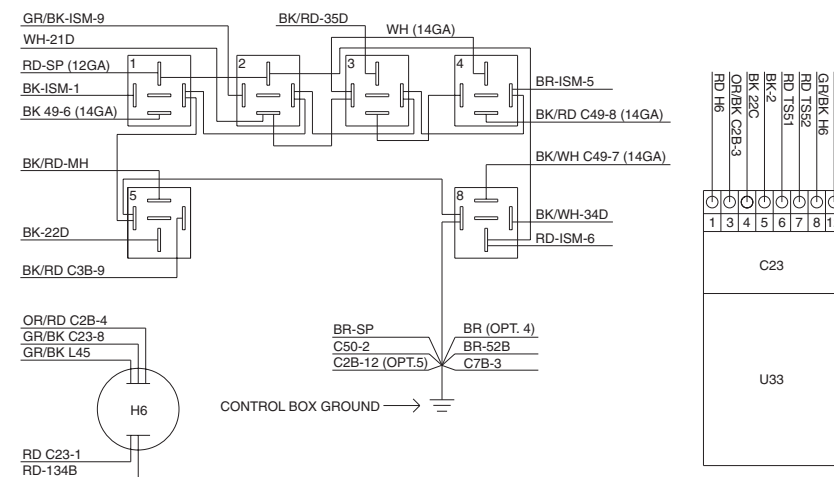 GR/BK-ISM-9
WH-21D
RD-SP (12GA)
BK-ISM-1
BK 49-6 (14GA)
BK/RD-35D
WH (14GA)
1
2
3
4
BR-ISM-5
BK/RD C49-8 (14GA)
BK/RD-MH
BK-22D
BK/RD C3B-9
5
8
BK/WH C49-7 (14GA)
BK/WH-34D
RD-ISM-6
OR/RD C2B-4
GR/BK C23-8
GR/BK L45
H6
RD C23-1
RD-134B
BR-SP
C50-2
C2B-12 (OPT.5)
BR (OPT. 4)
BR-52B
C7B-3
CONTROL BOX GROUND
RD H6
OR/BK C2B-3
BK 22C
BK-2
RD TS51
RD TS52
GR/BK H6
1 3 4 5 6 7 8
C23
U33